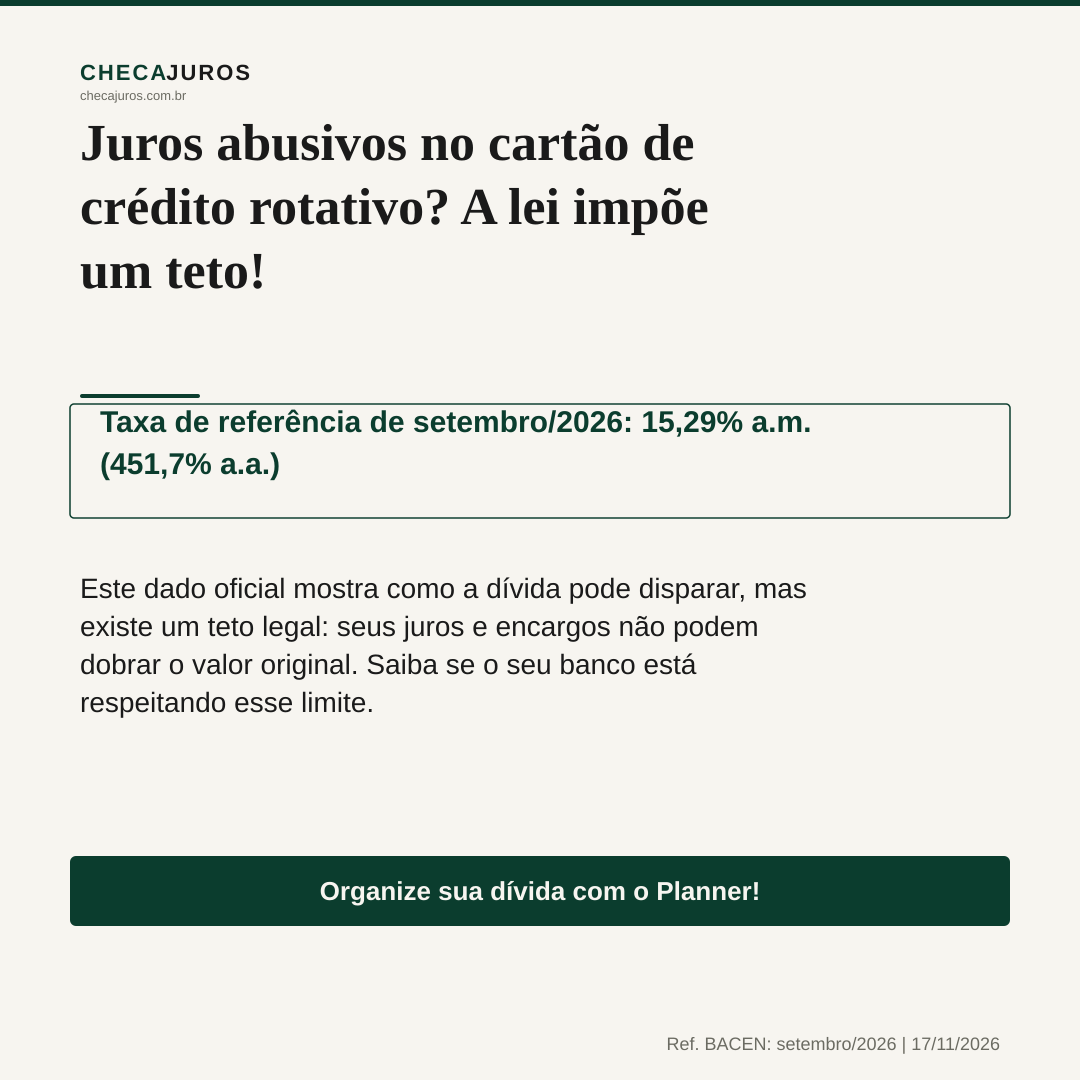 CHECAJUROS
checajuros.com.br
Juros abusivos no cartão de
crédito rotativo? A lei impõe
um teto!
Taxa de referência de setembro/2026: 15,29% a.m.
(451,7% a.a.)
Este dado oficial mostra como a dívida pode disparar, mas
existe um teto legal: seus juros e encargos não podem
dobrar o valor original. Saiba se o seu banco está
respeitando esse limite.
Organize sua dívida com o Planner!
Ref. BACEN: setembro/2026 | 17/11/2026